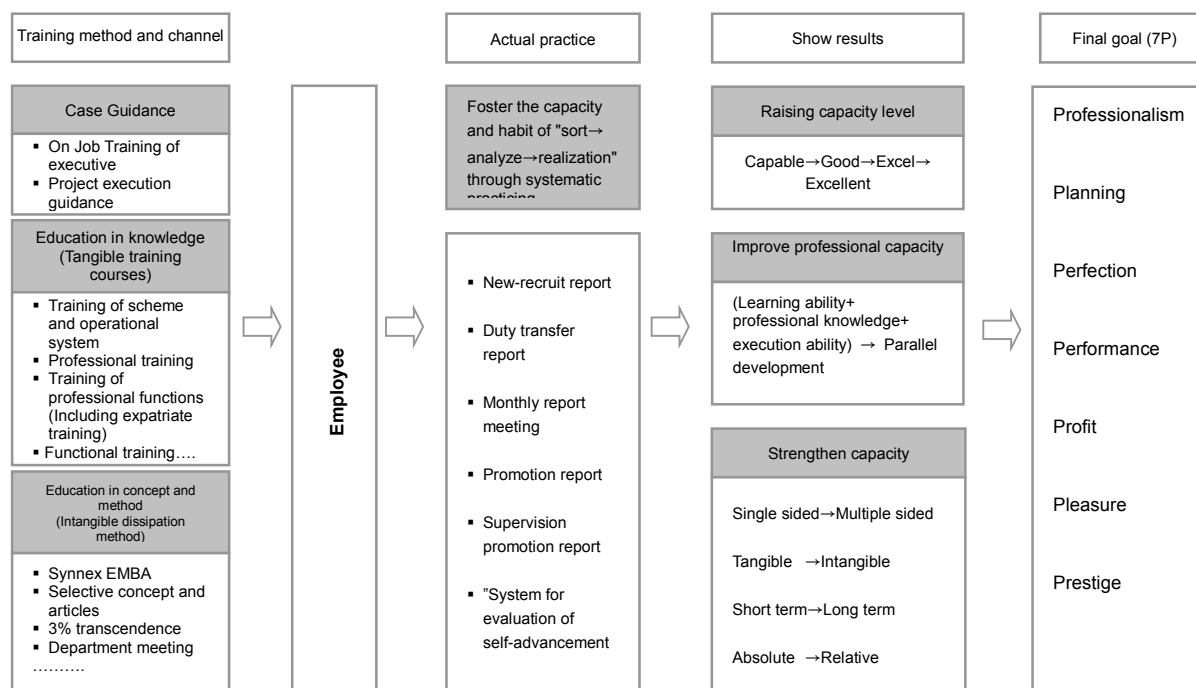 Training method and channel
Actual practice
Show results
Final goal (7P)
Case Guidance
▪ On Job Training of
executive
▪ Project execution
guidance
Education in knowledge
(Tangible training
courses)
▪ Training of scheme
and operational
system
▪ Professional training
▪ Training of
professional functions
(Including expatriate
training)
▪ Functional training….
Education in concept and
method
(Intangible dissipation
method)
▪ Synnex EMBA
▪ Selective concept and
articles
▪ 3% transcendence
▪ Department meeting
……….
Employee
Foster the capacity
and habit of "sort→
analyze→realization"
through systematic
practicing
▪ New-recruit report
▪ Duty transfer
report
▪ Monthly report
meeting
▪ Promotion report
▪ Supervision
promotion report
▪ ”System for
evaluation of
self-advancement
Raising capacity level
Capable→Good→Excel→
Excellent
Improve professional capacity
(Learning ability+
professional knowledge+
execution ability) → Parallel
development
Strengthen capacity
Single sided→Multiple sided
Tangible →Intangible
Short term→Long term
Absolute →Relative
Professionalism
Planning
Perfection
Performance
Profit
Pleasure
Prestige